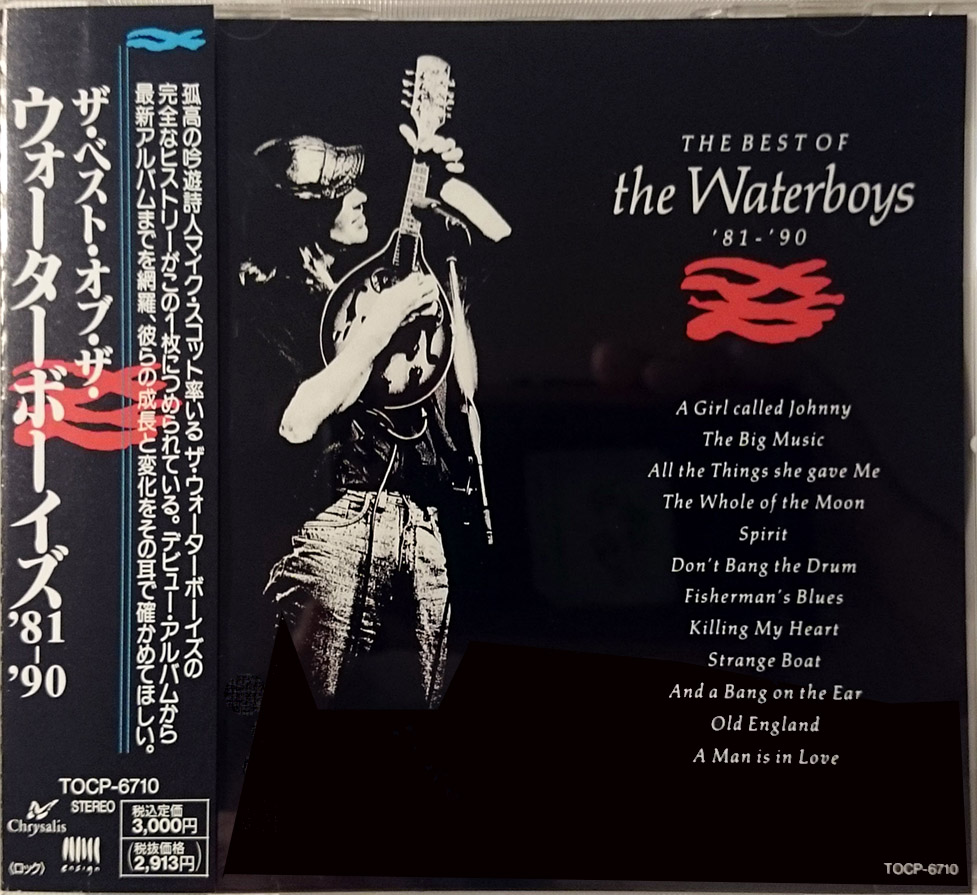 ザ・ベスト・オブ・ザ・
ウォーターボーイズ'81-'90
孤高の吟遊詩人マイク・スコット率いる ザ・ウォーターボーイズの
完全なヒストリーがこの1枚につめられている。デビュー・アルバムから
最新アルバムまでを網羅、彼らの成長と変化をその耳で確かめてほしい。
TOCP-6710
STEREO
Chrysalis
ensign
〈ロック〉
税込定価
3,000円
(税抜価格
2,913円)
THE BEST OF
the Waterboys
'81-'90
A Girl called Johnny
The Big Music
All the Things she gave Me
The Whole of the Moon
Spirit
Don't Bang the Drum
Fisherman's Blues
Killing My Heart
Strange Boat
And a Bang on the Ear
Old England
A Man is in Love
TOCP-6710